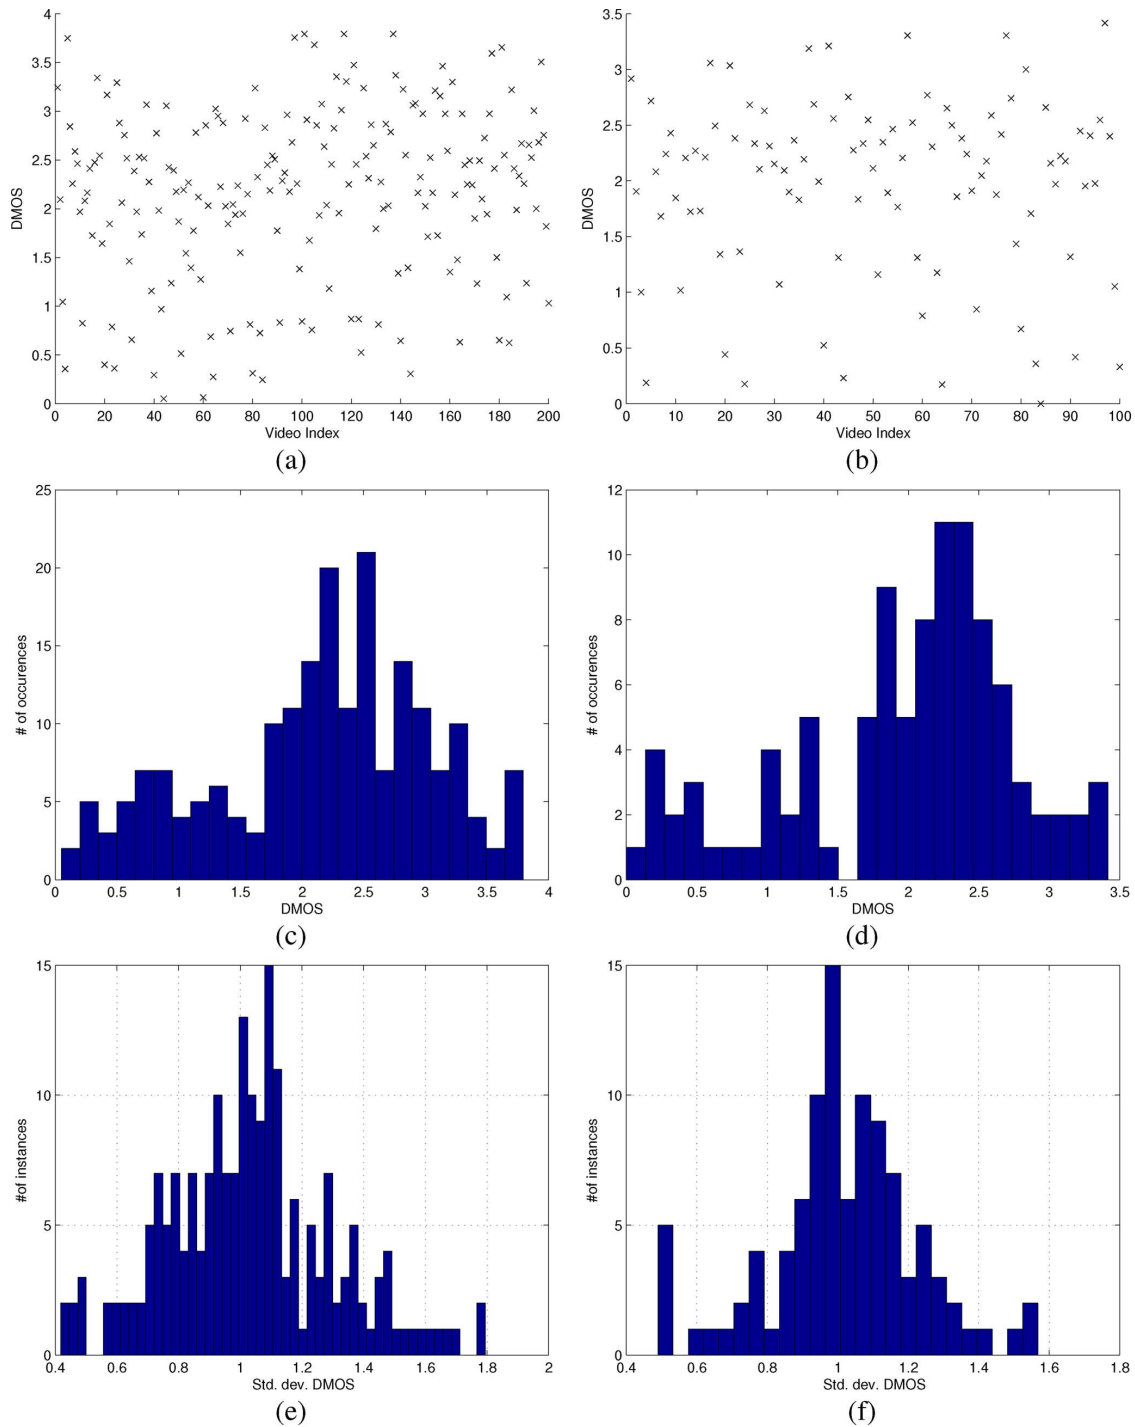 4
3.5
3
2.5
2
1.5
1
0.5
0
DMOS
0 20 40 60 80 100 120 140 160 180 200
Video Index
(a)
3.5
3
2.5
2
1.5
1
0.5
0
DMOS
0 10 20 30 40 50 60 70 80 90 100
Video Index
(b)
25
20
15
10
5
0
# of occurences
0 0.5 1 1.5 2 2.5 3 3.5 4
DMOS
(c)
12
10
8
6
4
2
0
# of occurences
0 0.5 1 1.5 2 2.5 3 3.5
DMOS
(d)
15
10
5
0
#of instances
0.4 0.6 0.8 1 1.2 1.4 1.6 1.8 2
Std. dev. DMOS
(e)
15
10
5
0
#of instances
0.4 0.6 0.8 1 1.2 1.4 1.6 1.8
Std. dev. DMOS
(f)